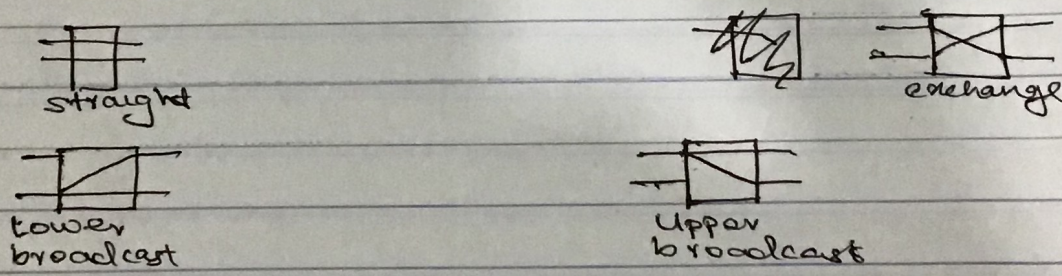 straight
exchange
Lower
broadcast
Upper
broadcast